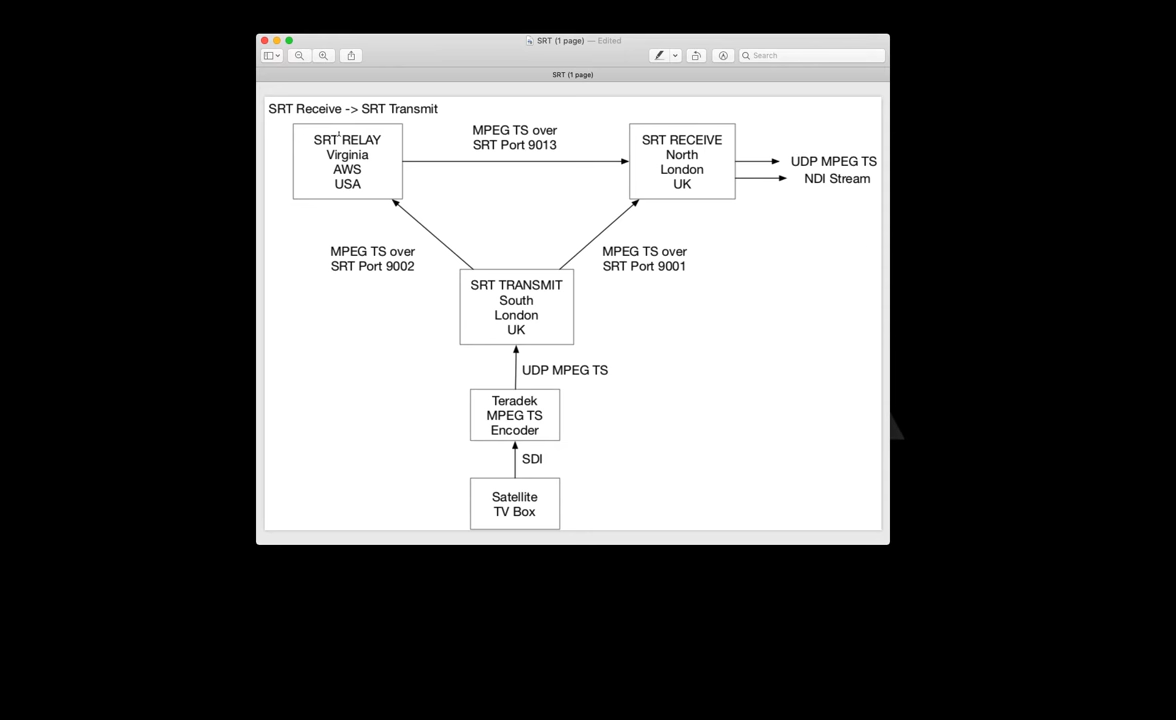 SRT (1 page) — Edited
Search
SRT (1 page)
SRT Receive -> SRT Transmit
SRT RELAY
Virginia
AWS
USA
MPEG TS over
SRT Port 9013
SRT RECEIVE
North
London
UK
UDP MPEG TS
NDI Stream
MPEG TS over
SRT Port 9002
MPEG TS over
SRT Port 9001
SRT TRANSMIT
South
London
UK
UDP MPEG TS
Teradek
MPEG TS
Encoder
SDI
Satellite
TV Box